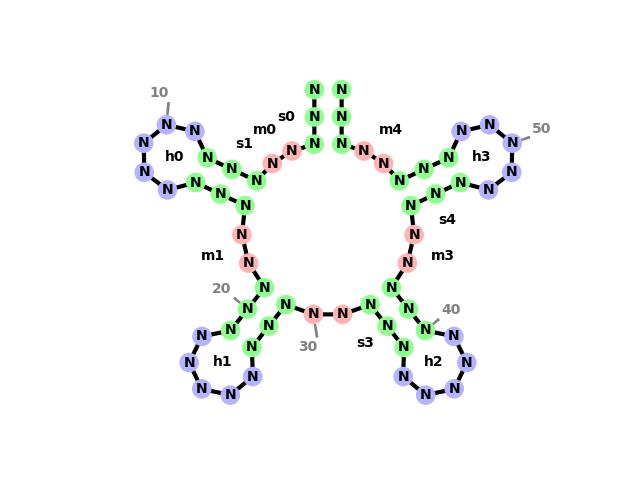 10 N N
s0 N N
N N m0 m4 N N 50
N s1 N N N N N
h0 N N N N h3
N N N N
N N N N N N
N N
N N
s4
N N
m1 m3
N N
20 N N
N N N N 40
N N
N N N N
N 30 s3 N
N N
N h1 h2 N
N N
N N N N